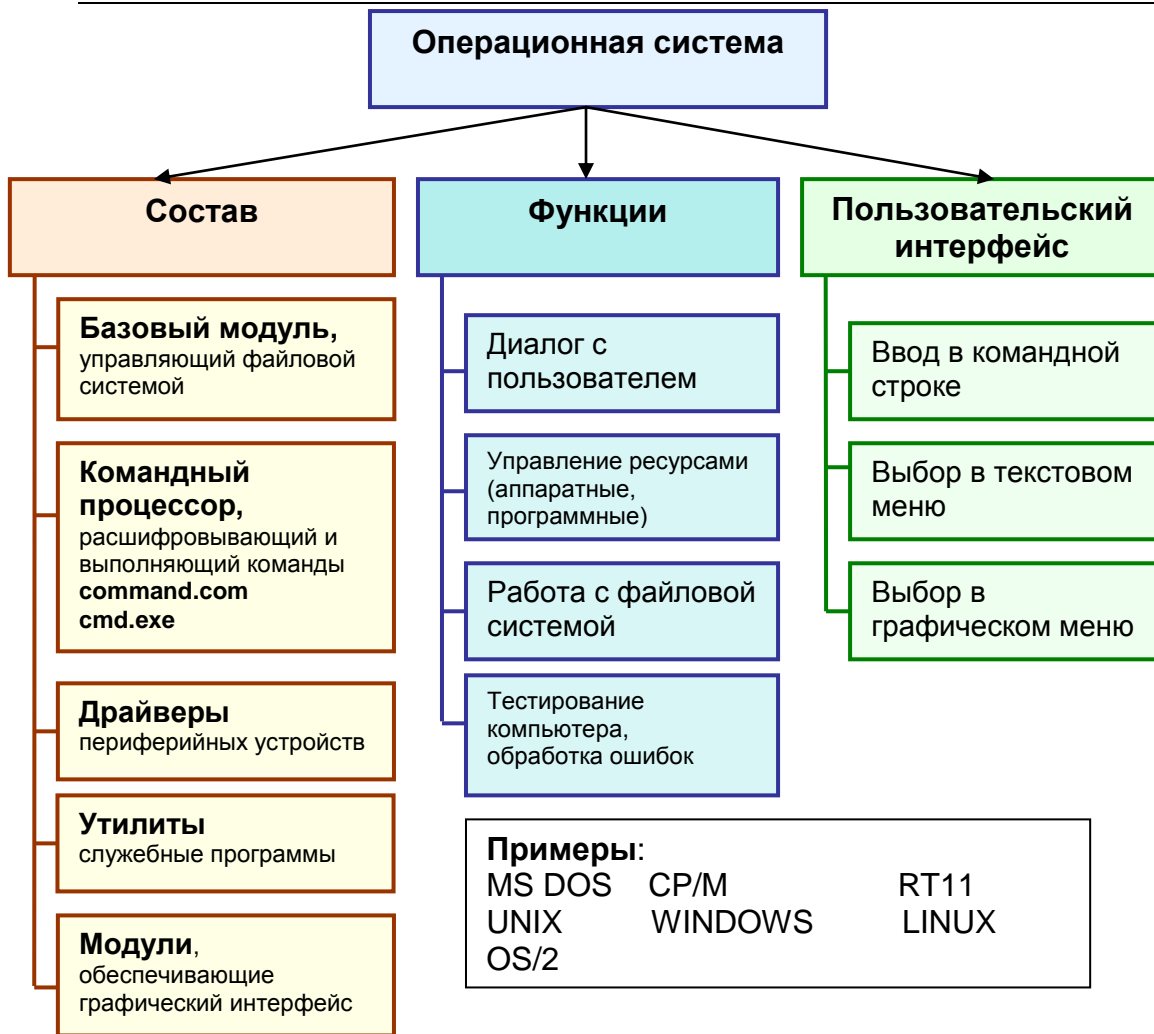 Операционная система
Состав
Базовый модуль,
управляющий файловой
системой
Командный
процессор,
расшифровывающий и
выполняющий команды
command.com
cmd.exe
Драйверы
периферийных устройств
Утилиты
служебные программы
Модули,
обеспечивающие
графический интерфейс
Функции
Диалог с
пользователем
Управление ресурсами
(аппаратные,
программные)
Работа с файловой
системой
Тестирование
компьютера,
обработка ошибок
Пользовательский
интерфейс
Ввод в командной
строке
Выбор в текстовом
меню
Выбор в
графическом меню
Примеры:
MS DOS CP/M RT11
UNIX WINDOWS LINUX
OS/2